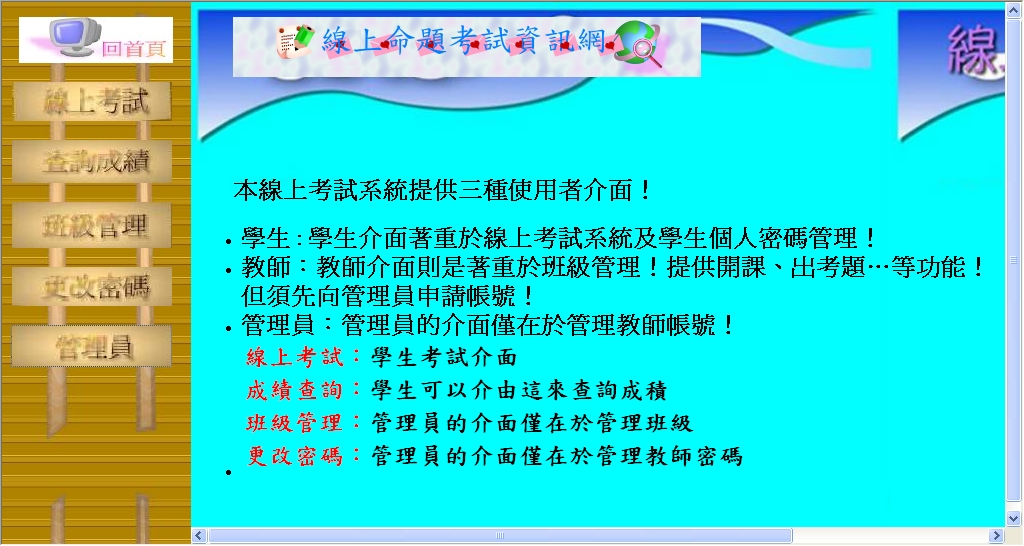 回首頁
線上考試
查詢成績
班級管理
更改密碼
管理員
線上命題考試資訊網
線
本線上考試系統提供三種使用者介面！
學生：學生介面著重於線上考試系統及學生個人密碼管理！
教師：教師介面則是著重於班級管理！提供開課、出考題…等功能！
但須先向管理員申請帳號！
管理員：管理員的介面僅在於管理教師帳號！
線上考試：學生考試介面
成績查詢：學生可以介由這來查詢成積
班級管理：管理員的介面僅在於管理班級
更改密碼：管理員的介面僅在於管理教師密碼